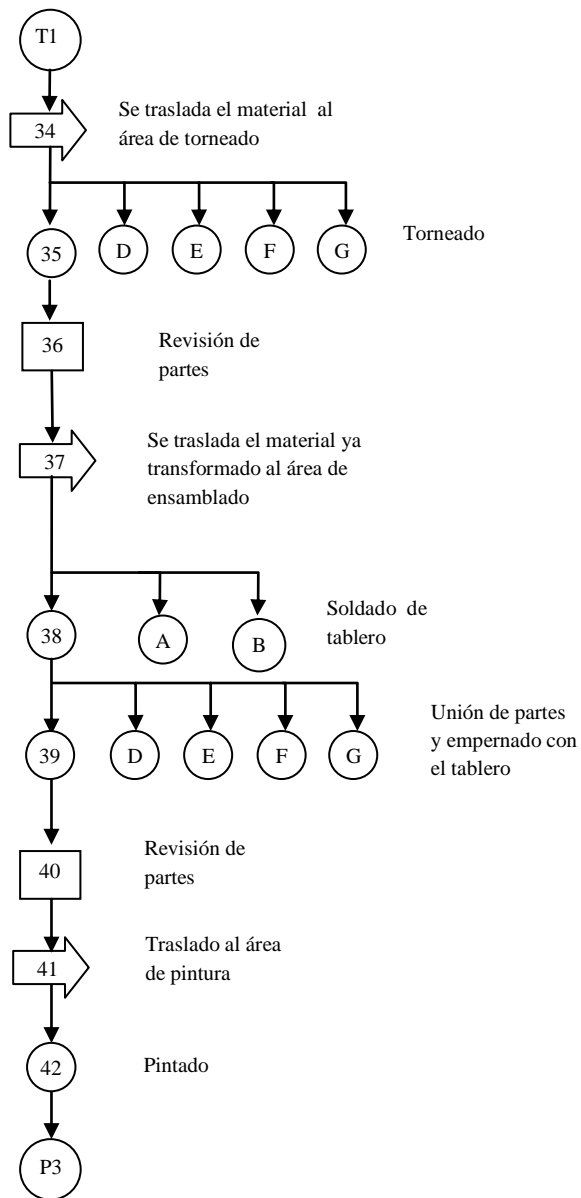 T1
34
Se traslada el material al
área de torneado
35
D
E
F
G
Torneado
36
Revisión de
partes
37
Se traslada el material ya
transformado al área de
ensamblado
38
A
B
Soldado de
tablero
39
D
E
F
G
Unión de partes
y empernado con
el tablero
40
Revisión de
partes
41
Traslado al área
de pintura
42
Pintado
P3